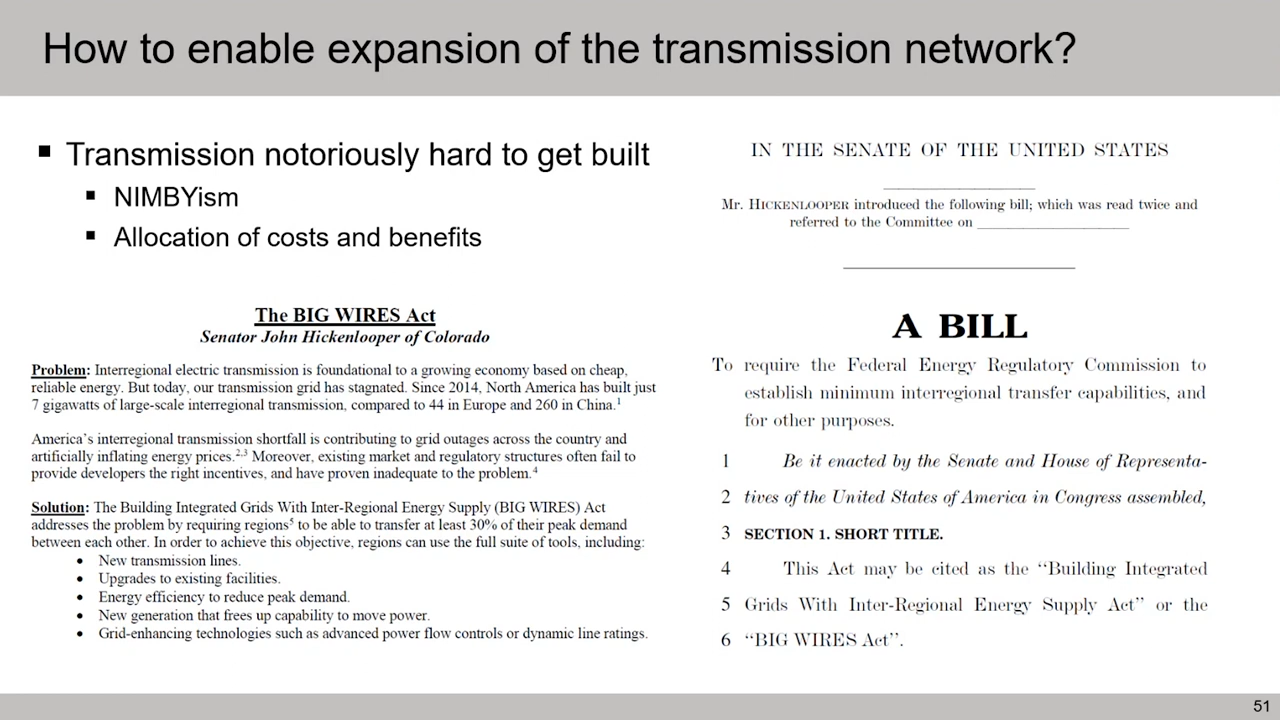 How to enable expansion of the transmission network?
▪ Transmission notoriously hard to get built
▪ NIMBYism
▪ Allocation of costs and benefits
The BIG WIRES Act
Senator John Hickenlooper of Colorado
Problem: Interregional electric transmission is foundational to a growing economy based on cheap,
reliable energy. But today, our transmission grid has stagnated. Since 2014, North America has built just
7 gigawatts of large-scale interregional transmission, compared to 44 in Europe and 260 in China.¹
America's interregional transmission shortfall is contributing to grid outages across the country and
artificially inflating energy prices.²,³ Moreover, existing market and regulatory structures often fail to
provide developers the right incentives, and have proven inadequate to the problem.⁴
Solution: The Building Integrated Grids With Inter-Regional Energy Supply (BIG WIRES) Act
addresses the problem by requiring regions⁵ to be able to transfer at least 30% of their peak demand
between each other. In order to achieve this objective, regions can use the full suite of tools, including:
• New transmission lines.
• Upgrades to existing facilities.
• Energy efficiency to reduce peak demand.
• New generation that frees up capability to move power.
• Grid-enhancing technologies such as advanced power flow controls or dynamic line ratings.
IN THE SENATE OF THE UNITED STATES
Mr. HICKENLOOPER introduced the following bill; which was read twice and
referred to the Committee on ____________________
A BILL
To require the Federal Energy Regulatory Commission to
establish minimum interregional transfer capabilities, and
for other purposes.
1 Be it enacted by the Senate and House of Representa-
2 tives of the United States of America in Congress assembled,
3 SECTION 1. SHORT TITLE.
4 This Act may be cited as the ‘‘Building Integrated
5 Grids With Inter-Regional Energy Supply Act’’ or the
6 ‘‘BIG WIRES Act’’.
51